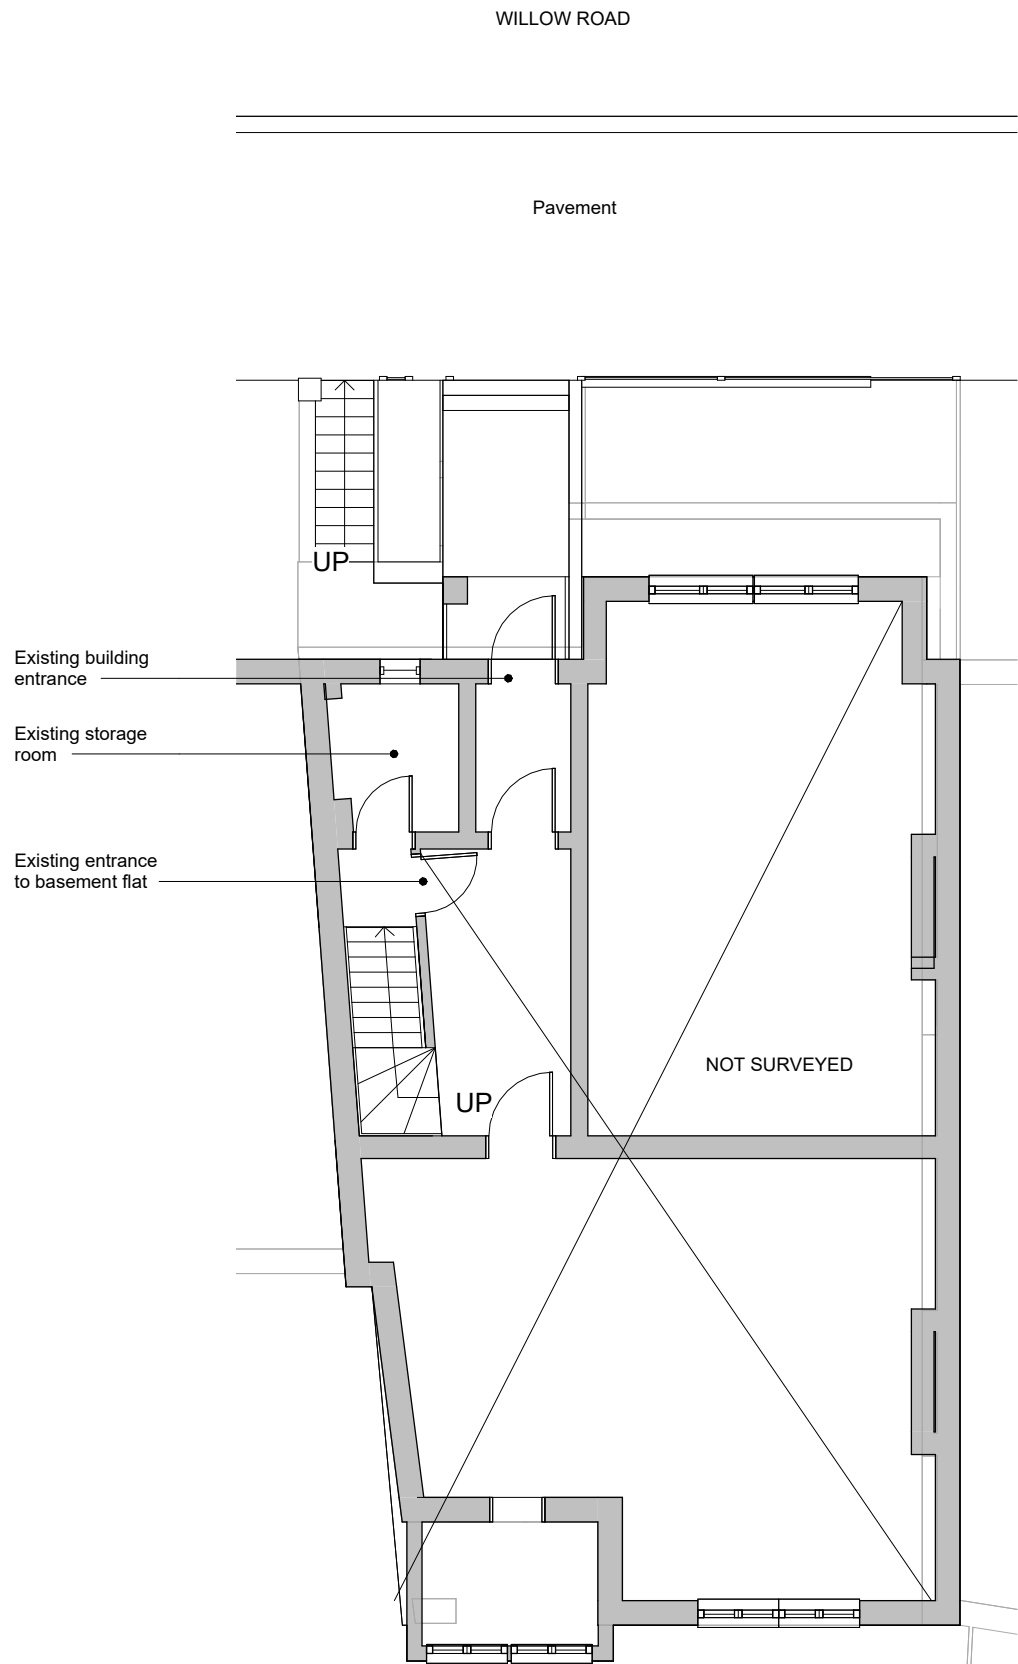 WILLOW ROAD
Pavement
UP
Existing building
entrance
Existing storage
room
Existing entrance
to basement flat
NOT SURVEYED
UP